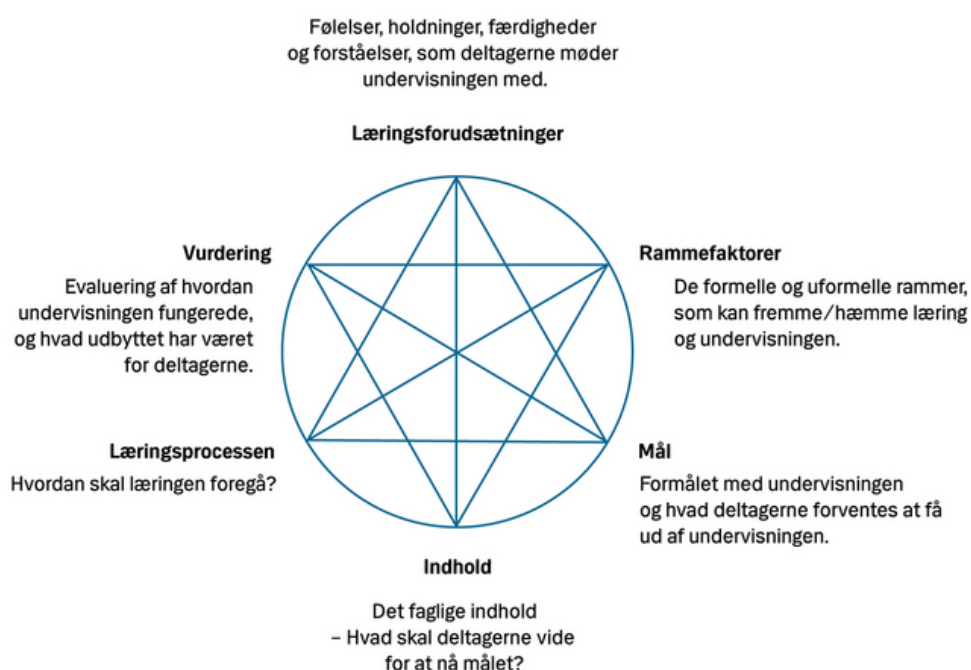 Følelser, holdninger, færdigheder
og forståelser, som deltagerne møder
undervisningen med.
Læringsforudsætninger
Vurdering
Evaluering af hvordan
undervisningen fungerede,
og hvad udbyttet har været
for deltagerne.
Rammefaktorer
De formelle og uformelle rammer,
som kan fremme/hæmme læring
og undervisningen.
Læringsprocessen
Hvordan skal læringen foregå?
Mål
Formålet med undervisningen
og hvad deltagerne forventes at få
ud af undervisningen.
Indhold
Det faglige indhold
– Hvad skal deltagerne vide
for at nå målet?